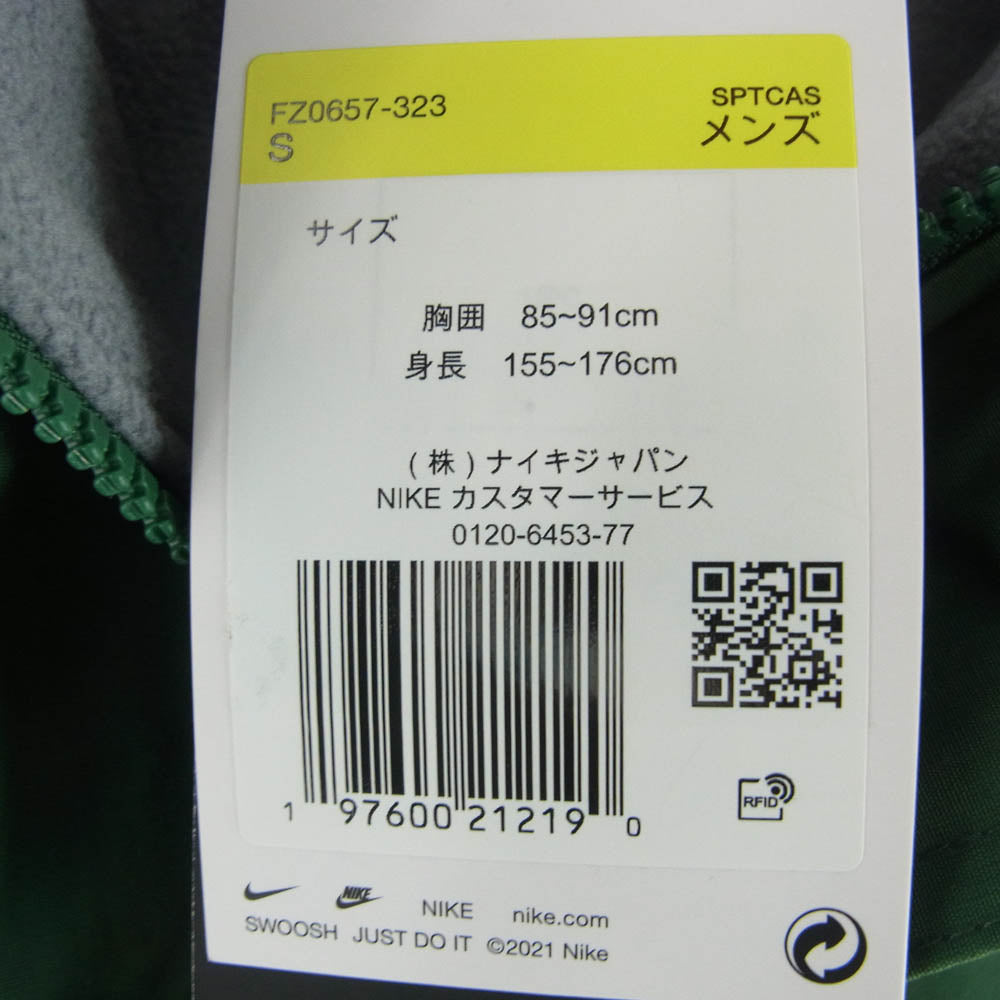 FZ0657-323
S
SPTCAS
メンズ
サイズ
胸囲 85~91cm
身長 155~176cm
(株)ナイキジャパン
NIKE カスタマーサービス
0120-6453-77
1 97600 21219 0
RFID
NIKE NIKE nike.com
SWOOSH JUST DO IT ©2021 Nike